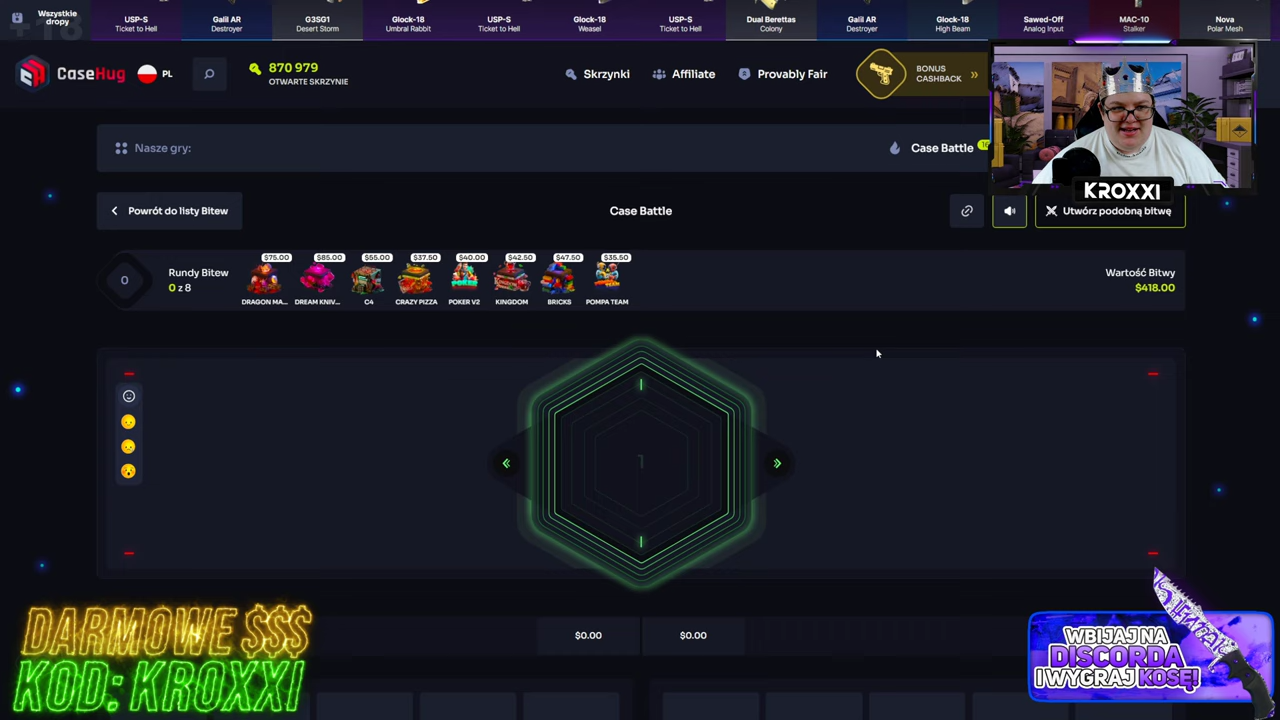 Wszystkie dropy
USP-S
Ticket to Hell
Galil AR
Destroyer
G3SG1
Desert Storm
Glock-18
Umbral Rabbit
USP-S
Ticket to Hell
Glock-18
Weasel
USP-S
Ticket to Hell
Dual Berettas
Colony
Galil AR
Destroyer
Glock-18
High Beam
Sawed-Off
Analog Input
MAC-10
Stalker
Nova
Polar Mesh
CaseHug
PL
870 979
OTWARTE SKRZYNIE
Skrzynki
Affiliate
Provably Fair
BONUS
CASHBACK
KROXXI
Nasze gry:
Case Battle
Powrót do listy Bitew
Case Battle
Utwórz podobną bitwę
0
Rundy Bitew
0 z 8
$75.00
$85.00
$55.00
$37.50
$40.00
$42.50
$47.50
$35.50
DRAGON MA...
DREAM KNIV...
C4
CRAZY PIZZA
POKER V2
KINGDOM
BRICKS
POMPA TEAM
Wartość Bitwy
$418.00
1
$0.00
$0.00
DARMOWE $$$
KOD: KROXXI
WBIJAJ NA
DISCORDA
I WYGRAJ KOSĘ!